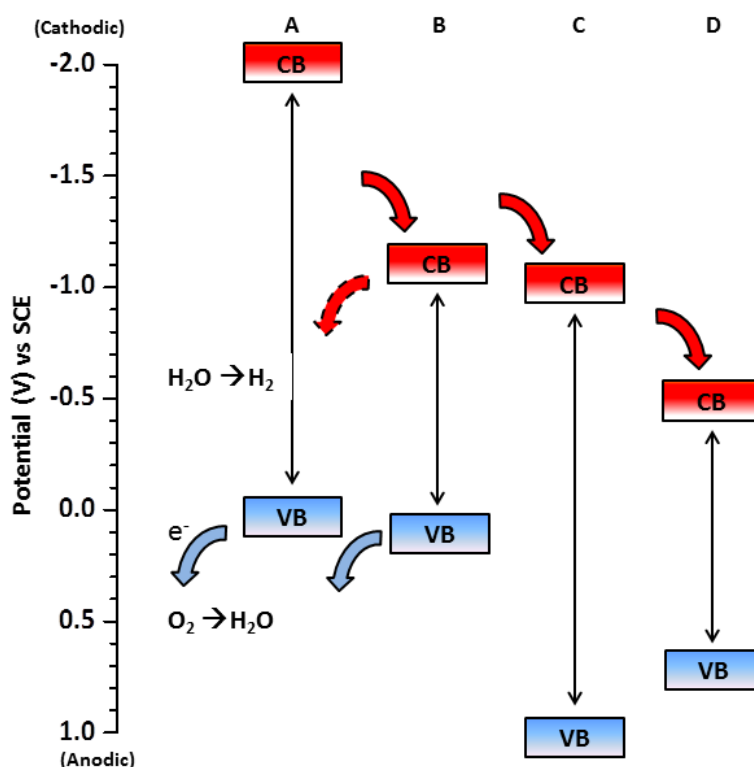 (Cathodic)
A
B
C
D
-2.0
CB
-1.5
CB
CB
-1.0
H₂O →H₂
-0.5
CB
Potential (V) vs SCE
0.0
VB
VB
e⁻
O₂ →H₂O
0.5
VB
1.0
VB
(Anodic)